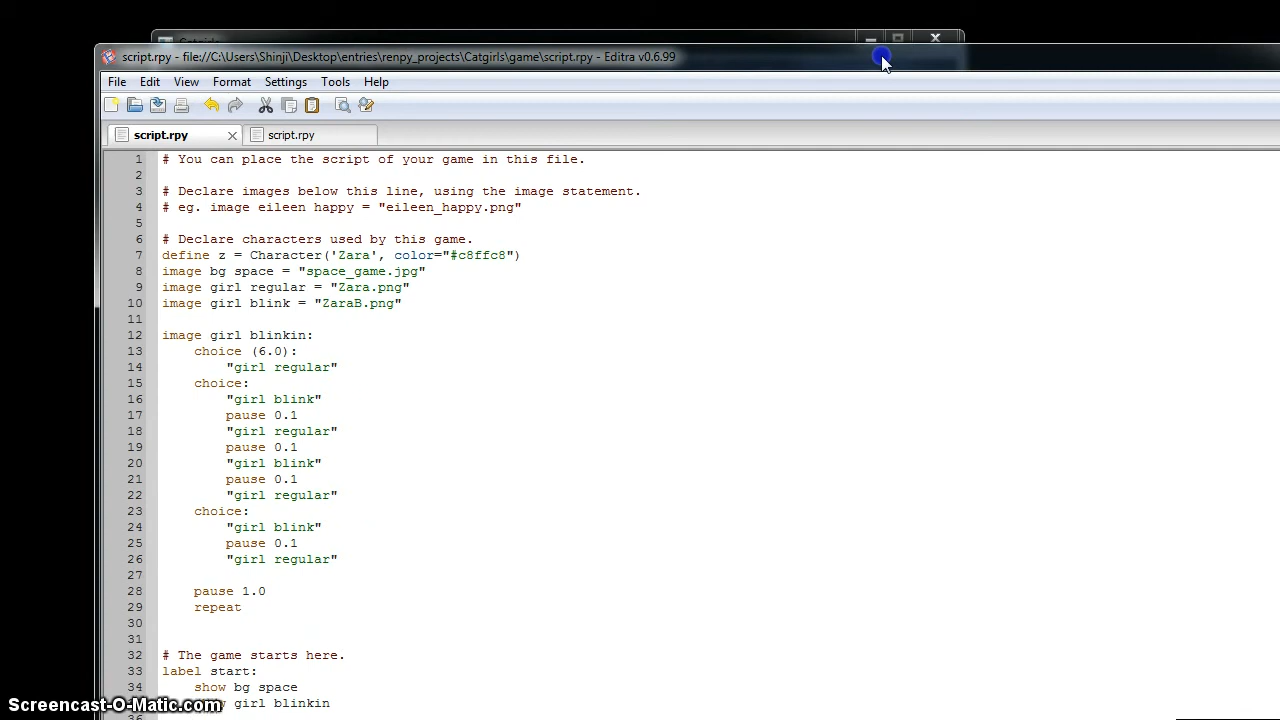 script.rpy - file://C:\Users\Shinji\Desktop\entries\renpy_projects\Catgirls\game\script.rpy - Editra v0.6.99
File Edit View Format Settings Tools Help
script.rpy script.rpy
1 # You can place the script of your game in this file.
2
3 # Declare images below this line, using the image statement.
4 # eg. image eileen happy = "eileen_happy.png"
5
6 # Declare characters used by this game.
7 define z = Character('Zara', color="#c8ffc8")
8 image bg space = "space_game.jpg"
9 image girl regular = "Zara.png"
10 image girl blink = "ZaraB.png"
11
12 image girl blinkin:
13 choice (6.0):
14 "girl regular"
15 choice:
16 "girl blink"
17 pause 0.1
18 "girl regular"
19 pause 0.1
20 "girl blink"
21 pause 0.1
22 "girl regular"
23 choice:
24 "girl blink"
25 pause 0.1
26 "girl regular"
27
28 pause 1.0
29 repeat
30
31
32 # The game starts here.
33 label start:
34 show bg space
girl blinkin
Screencast-O-Matic.com